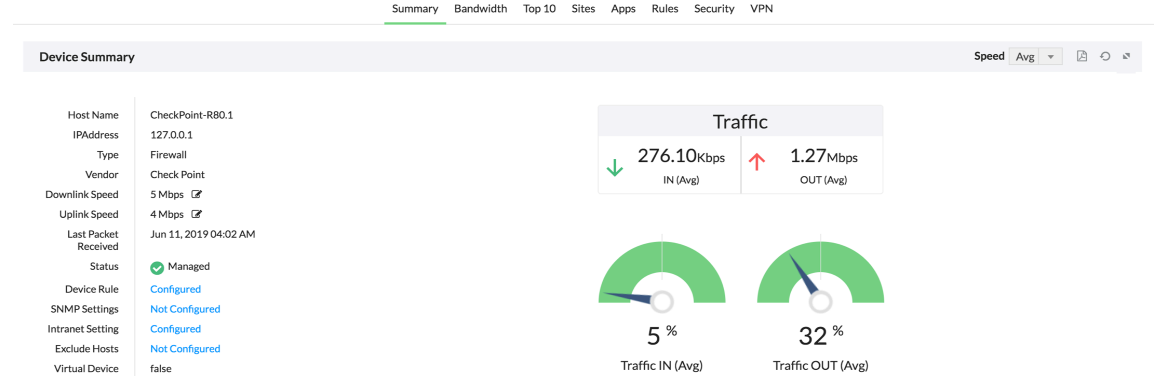 Summary Bandwidth Top 10 Sites Apps Rules Security VPN
Device Summary
Speed Avg
Host Name CheckPoint-R80.1
IPAddress 127.0.0.1
Type Firewall
Vendor Check Point
Downlink Speed 5 Mbps
Uplink Speed 4 Mbps
Last Packet
Received
Jun 11, 2019 04:02 AM
Status Managed
Device Rule Configured
SNMP Settings Not Configured
Intranet Setting Configured
Exclude Hosts Not Configured
Virtual Device false
Traffic
276.10Kbps 1.27Mbps
IN (Avg) OUT (Avg)
5 % 32 %
Traffic IN (Avg) Traffic OUT (Avg)